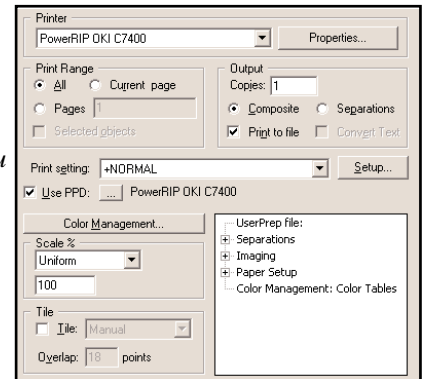 Printer
PowerRIP OKI C7400
Properties...
Print Range
All
Current page
Pages
1
Selected objects
Output
Copies: 1
Composite
Separations
Print to file
Convert Text
Print setting: +NORMAL
Setup...
Use PPD: ... PowerRIP OKI C7400
Color Management...
Scale %
Uniform
100
Tile
Tile: Manual
Overlap: 18 points
UserPrep file:
Separations
Imaging
Paper Setup
Color Management: Color Tables